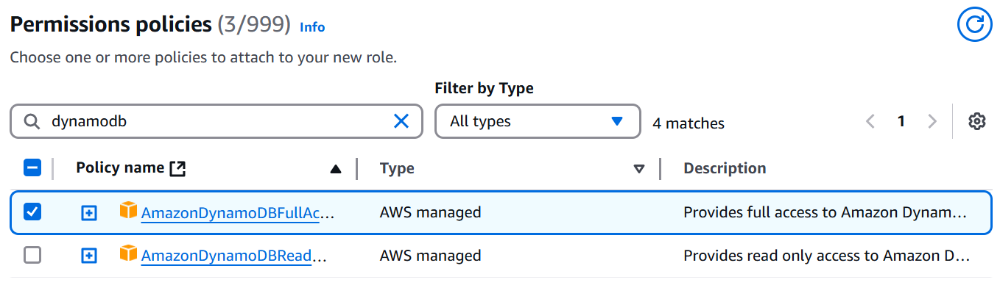 Permissions policies (3/999) Info
Choose one or more policies to attach to your new role.
Filter by Type
dynamodb All types 4 matches 1
Policy name Type Description
AmazonDynamoDBFullAc... AWS managed Provides full access to Amazon Dynam...
AmazonDynamoDBRead... AWS managed Provides read only access to Amazon D...